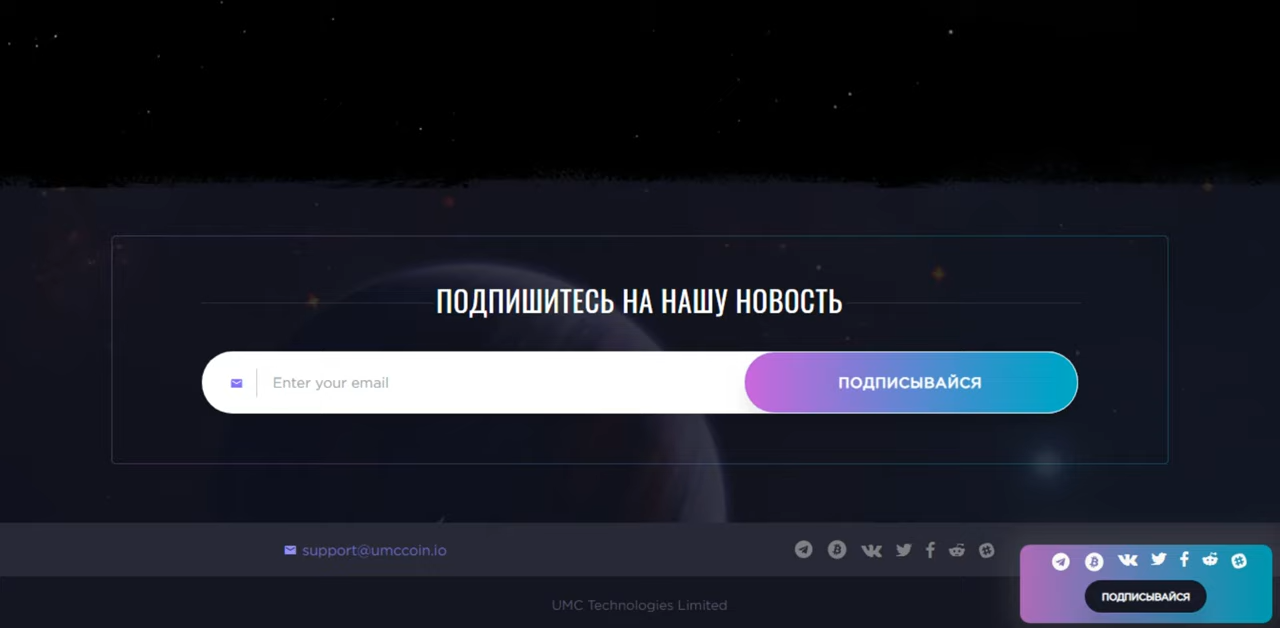 ПОДПИШИТЕСЬ НА НАШУ НОВОСТЬ
Enter your email
ПОДПИСЫВАЙСЯ
support@umccoin.io
ПОДПИСЫВАЙСЯ
UMC Technologies Limited